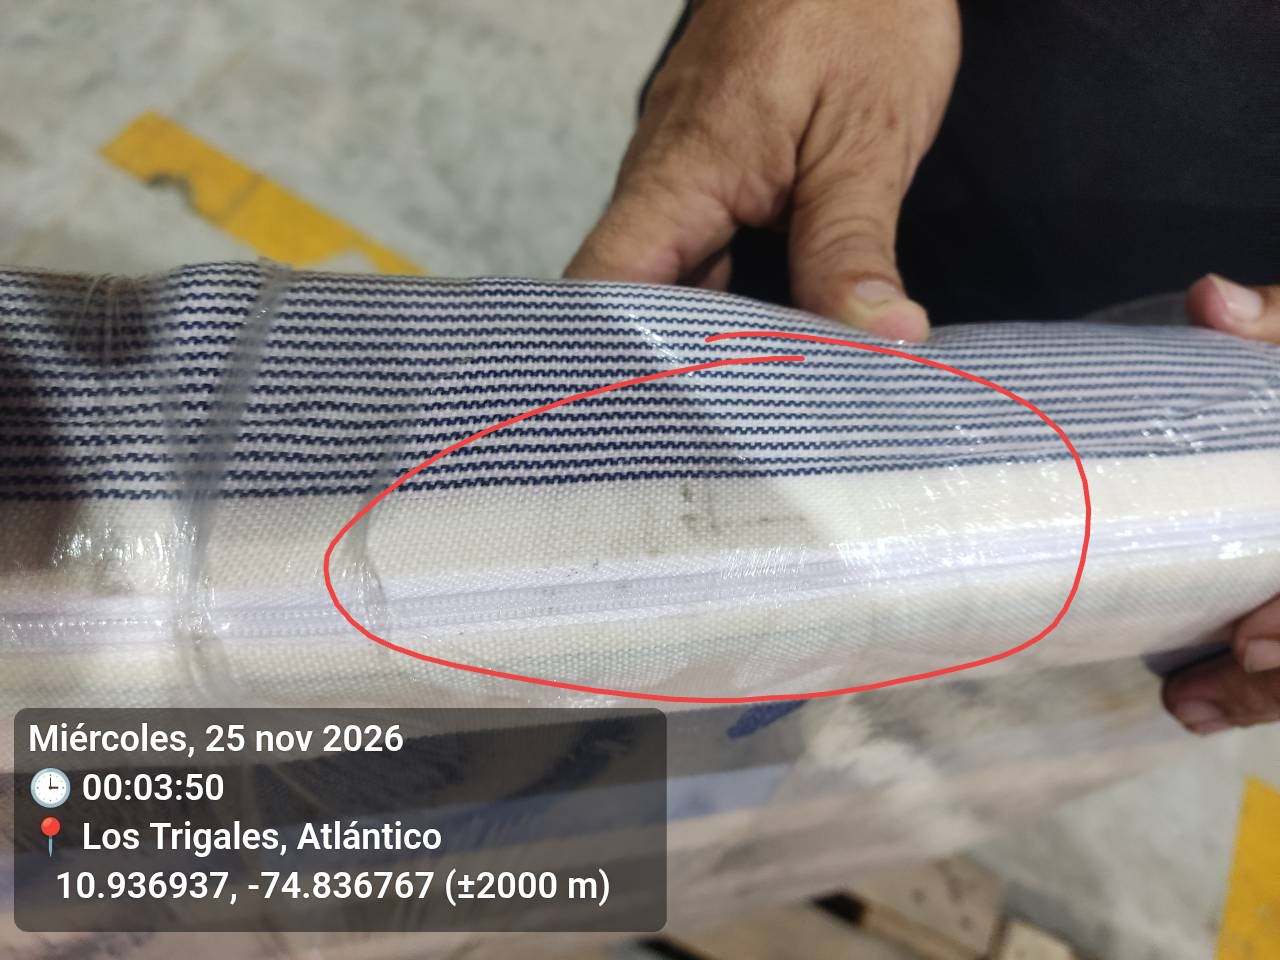 Miércoles, 25 nov 2026
00:03:50
Los Trigales, Atlántico
10.936937, -74.836767 (±2000 m)